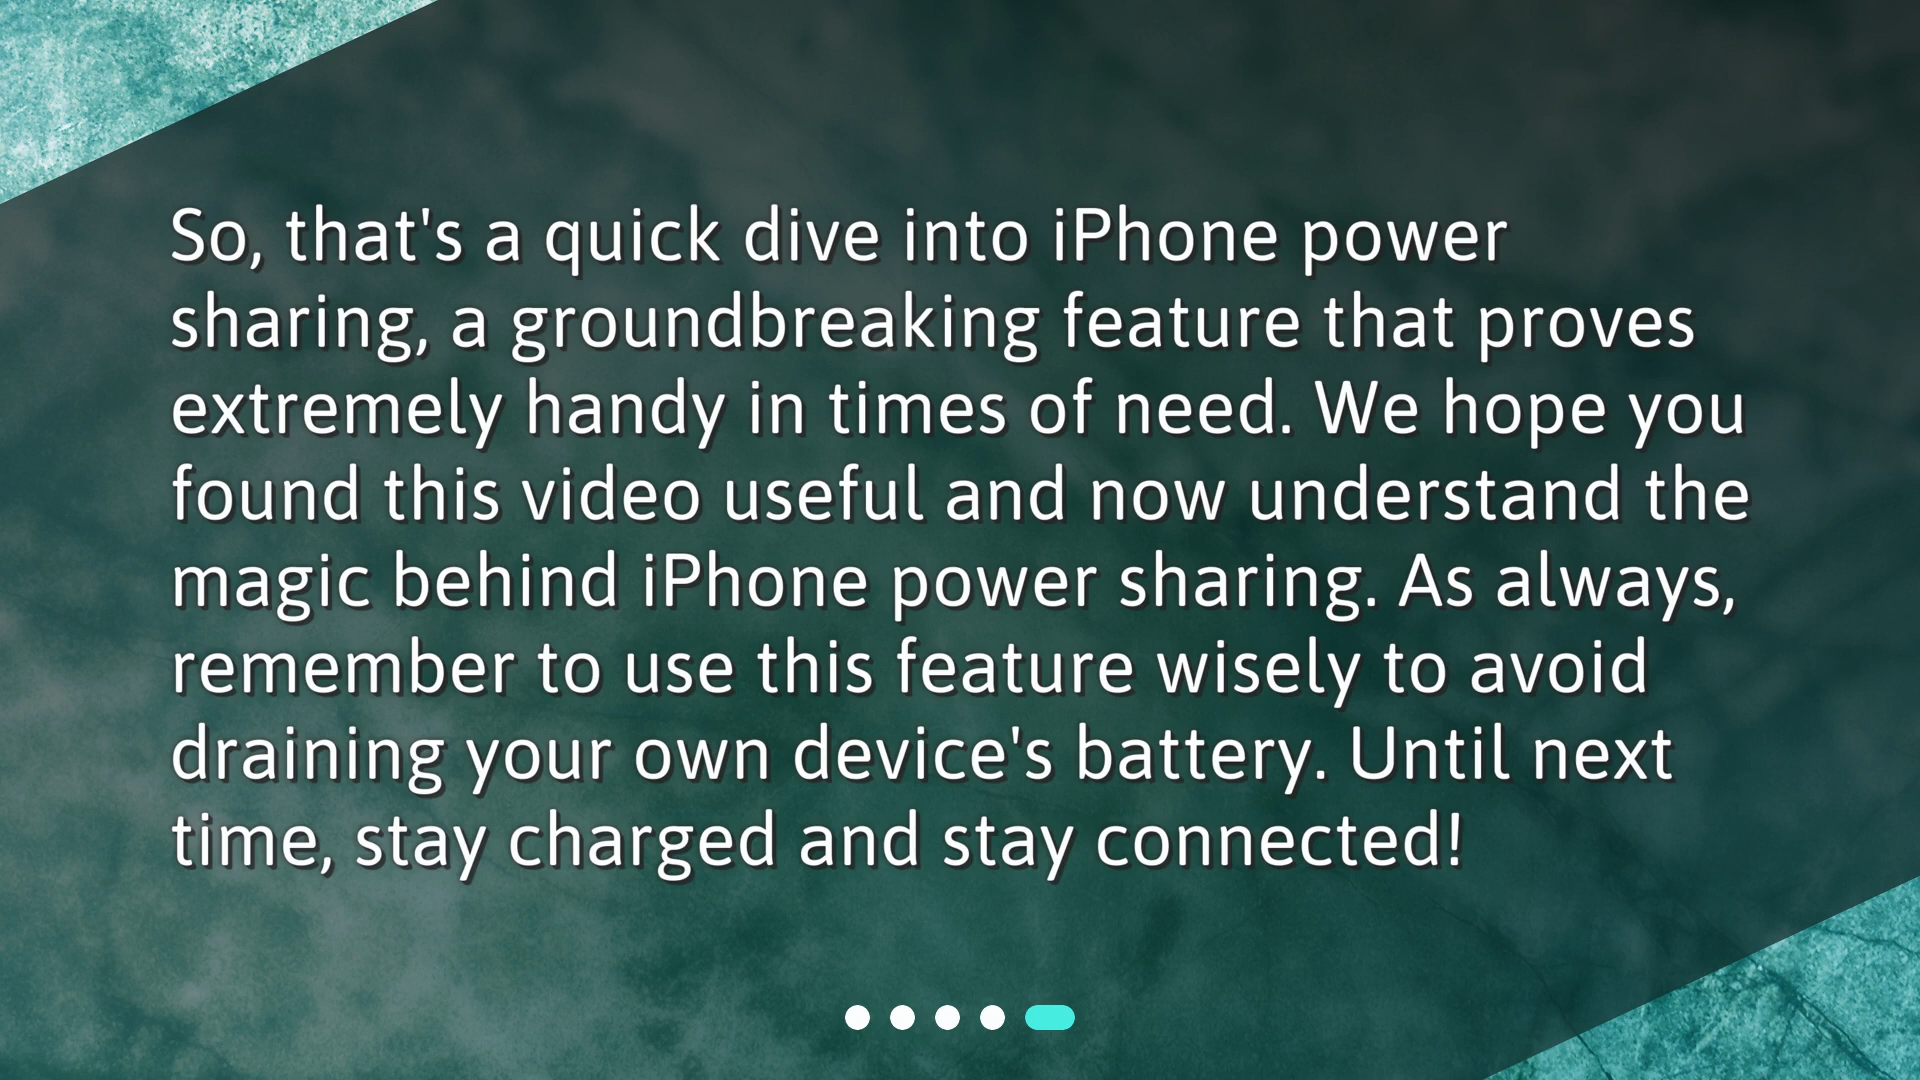 So, that's a quick dive into iPhone power
sharing, a groundbreaking feature that proves
extremely handy in times of need. We hope you
found this video useful and now understand the
magic behind iPhone power sharing. As always,
remember to use this feature wisely to avoid
draining your own device's battery. Until next
time, stay charged and stay connected!